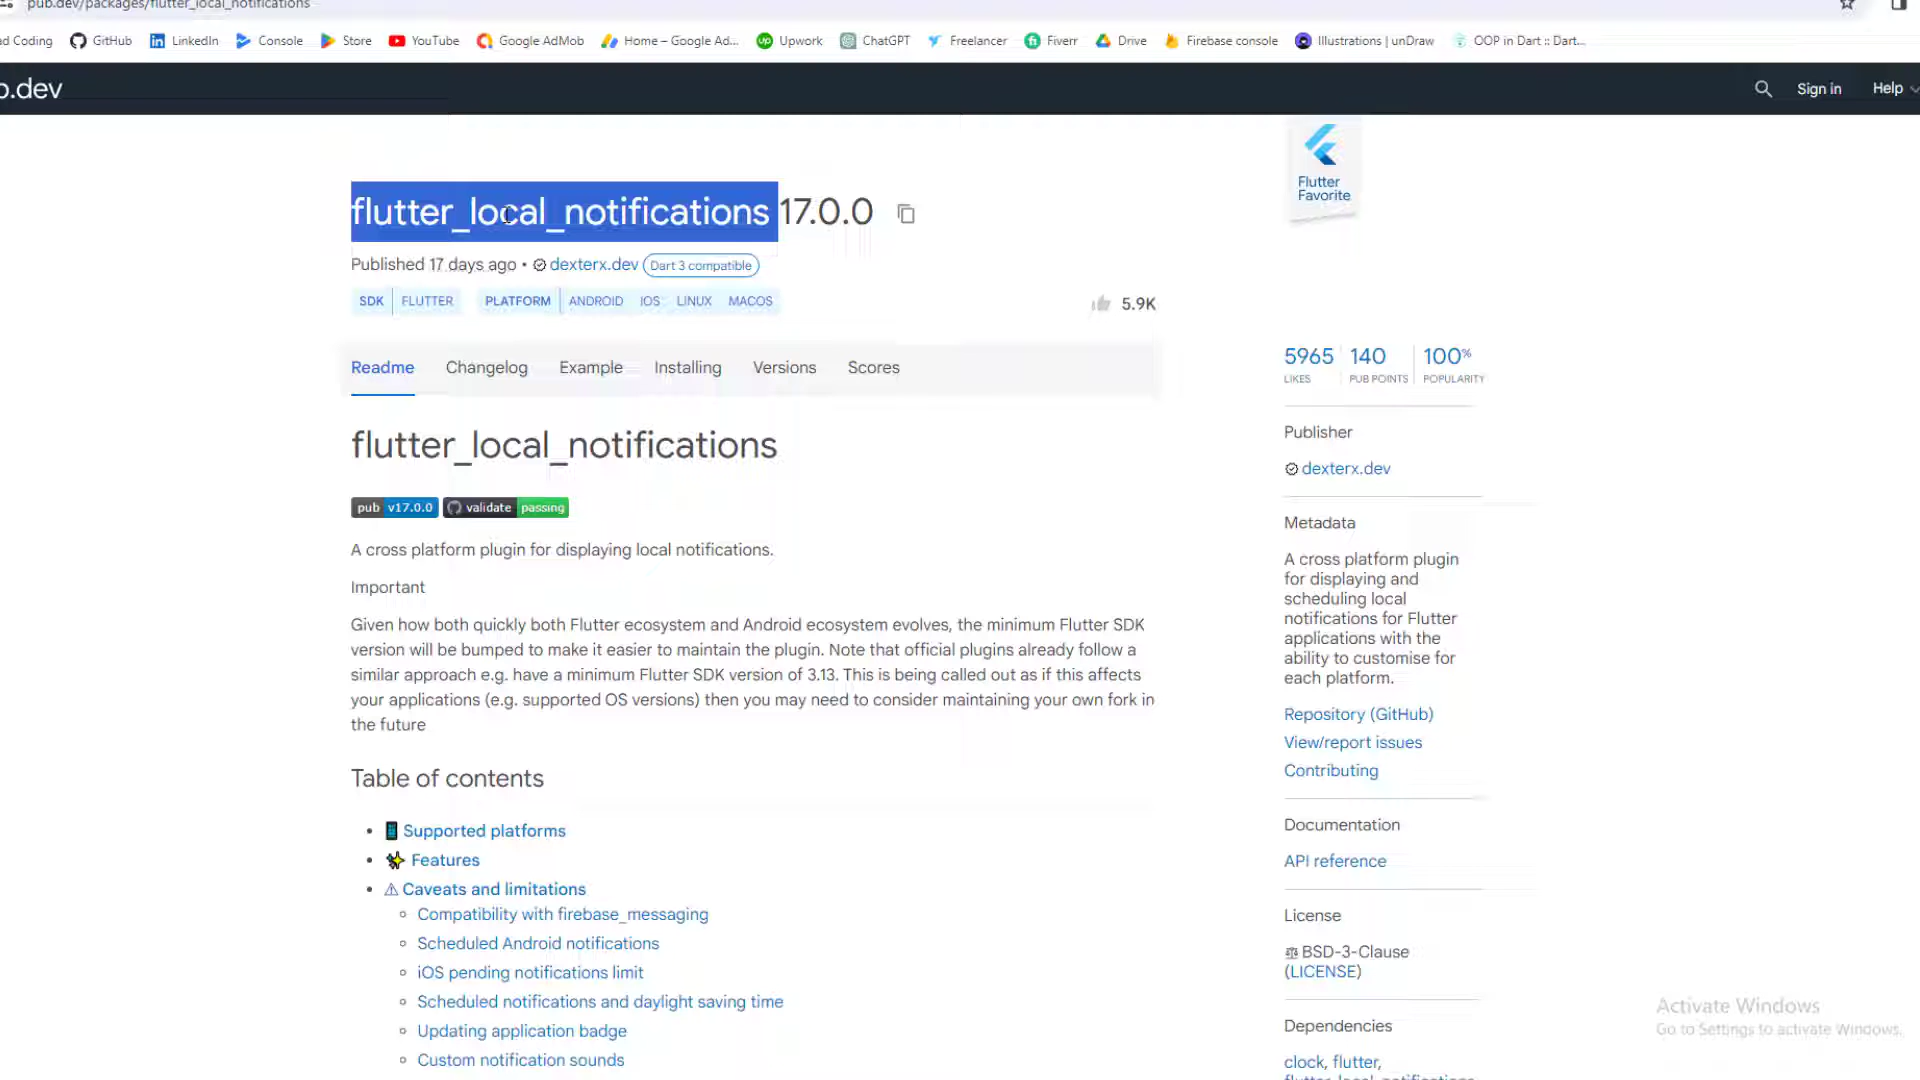 pub.dev/packages/flutter_local_notifications
ad Coding GitHub LinkedIn Console Store YouTube Google AdMob Home – Google Ad... Upwork ChatGPT Freelancer Fiverr Drive Firebase console Illustrations | unDraw OOP in Dart :: Dart...
.dev Sign in Help
Flutter
Favorite
flutter_local_notifications 17.0.0
Published 17 days ago • dexterx.dev Dart 3 compatible
SDK FLUTTER PLATFORM ANDROID IOS LINUX MACOS
5.9K
Readme Changelog Example Installing Versions Scores
5965 140 100%
LIKES PUB POINTS POPULARITY
flutter_local_notifications
pub v17.0.0 validate passing
A cross platform plugin for displaying local notifications.
Important
Given how both quickly both Flutter ecosystem and Android ecosystem evolves, the minimum Flutter SDK
version will be bumped to make it easier to maintain the plugin. Note that official plugins already follow a
similar approach e.g. have a minimum Flutter SDK version of 3.13. This is being called out as if this affects
your applications (e.g. supported OS versions) then you may need to consider maintaining your own fork in
the future
Table of contents
• Supported platforms
• Features
• Caveats and limitations
Compatibility with firebase_messaging
Scheduled Android notifications
iOS pending notifications limit
Scheduled notifications and daylight saving time
Updating application badge
Custom notification sounds
Publisher
dexterx.dev
Metadata
A cross platform plugin
for displaying and
scheduling local
notifications for Flutter
applications with the
ability to customise for
each platform.
Repository (GitHub)
View/report issues
Contributing
Documentation
API reference
License
BSD-3-Clause
(LICENSE)
Dependencies
clock, flutter,
Activate Windows
Go to Settings to activate Windows.